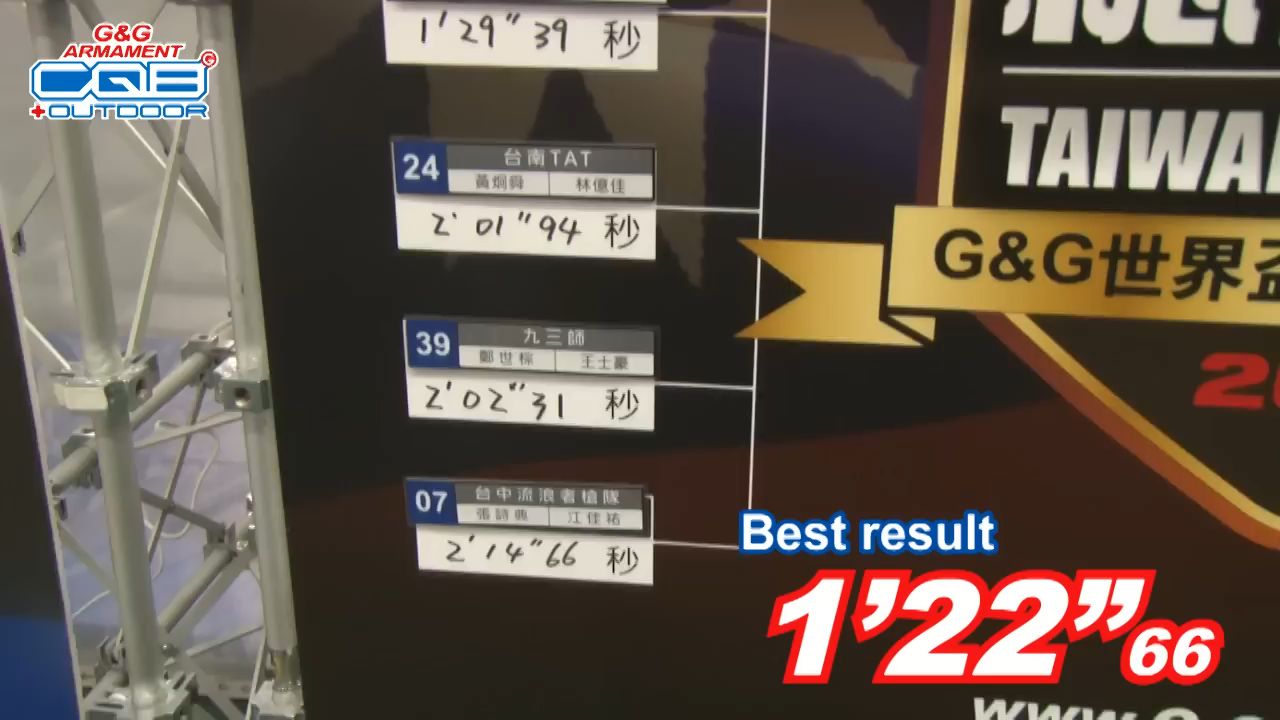 G&G
ARMAMENT
CQB
+OUTDOOR
1'29"39 秒
24
台南TAT
黃炯舜 林億佳
2'01"94 秒
39
九三師
鄭世棕 王士豪
2'02"31 秒
07
台中流浪者槍隊
張詩典 江佳祐
2'14"66 秒
TAIWA
G&G世界盃
Best result
1'22"66